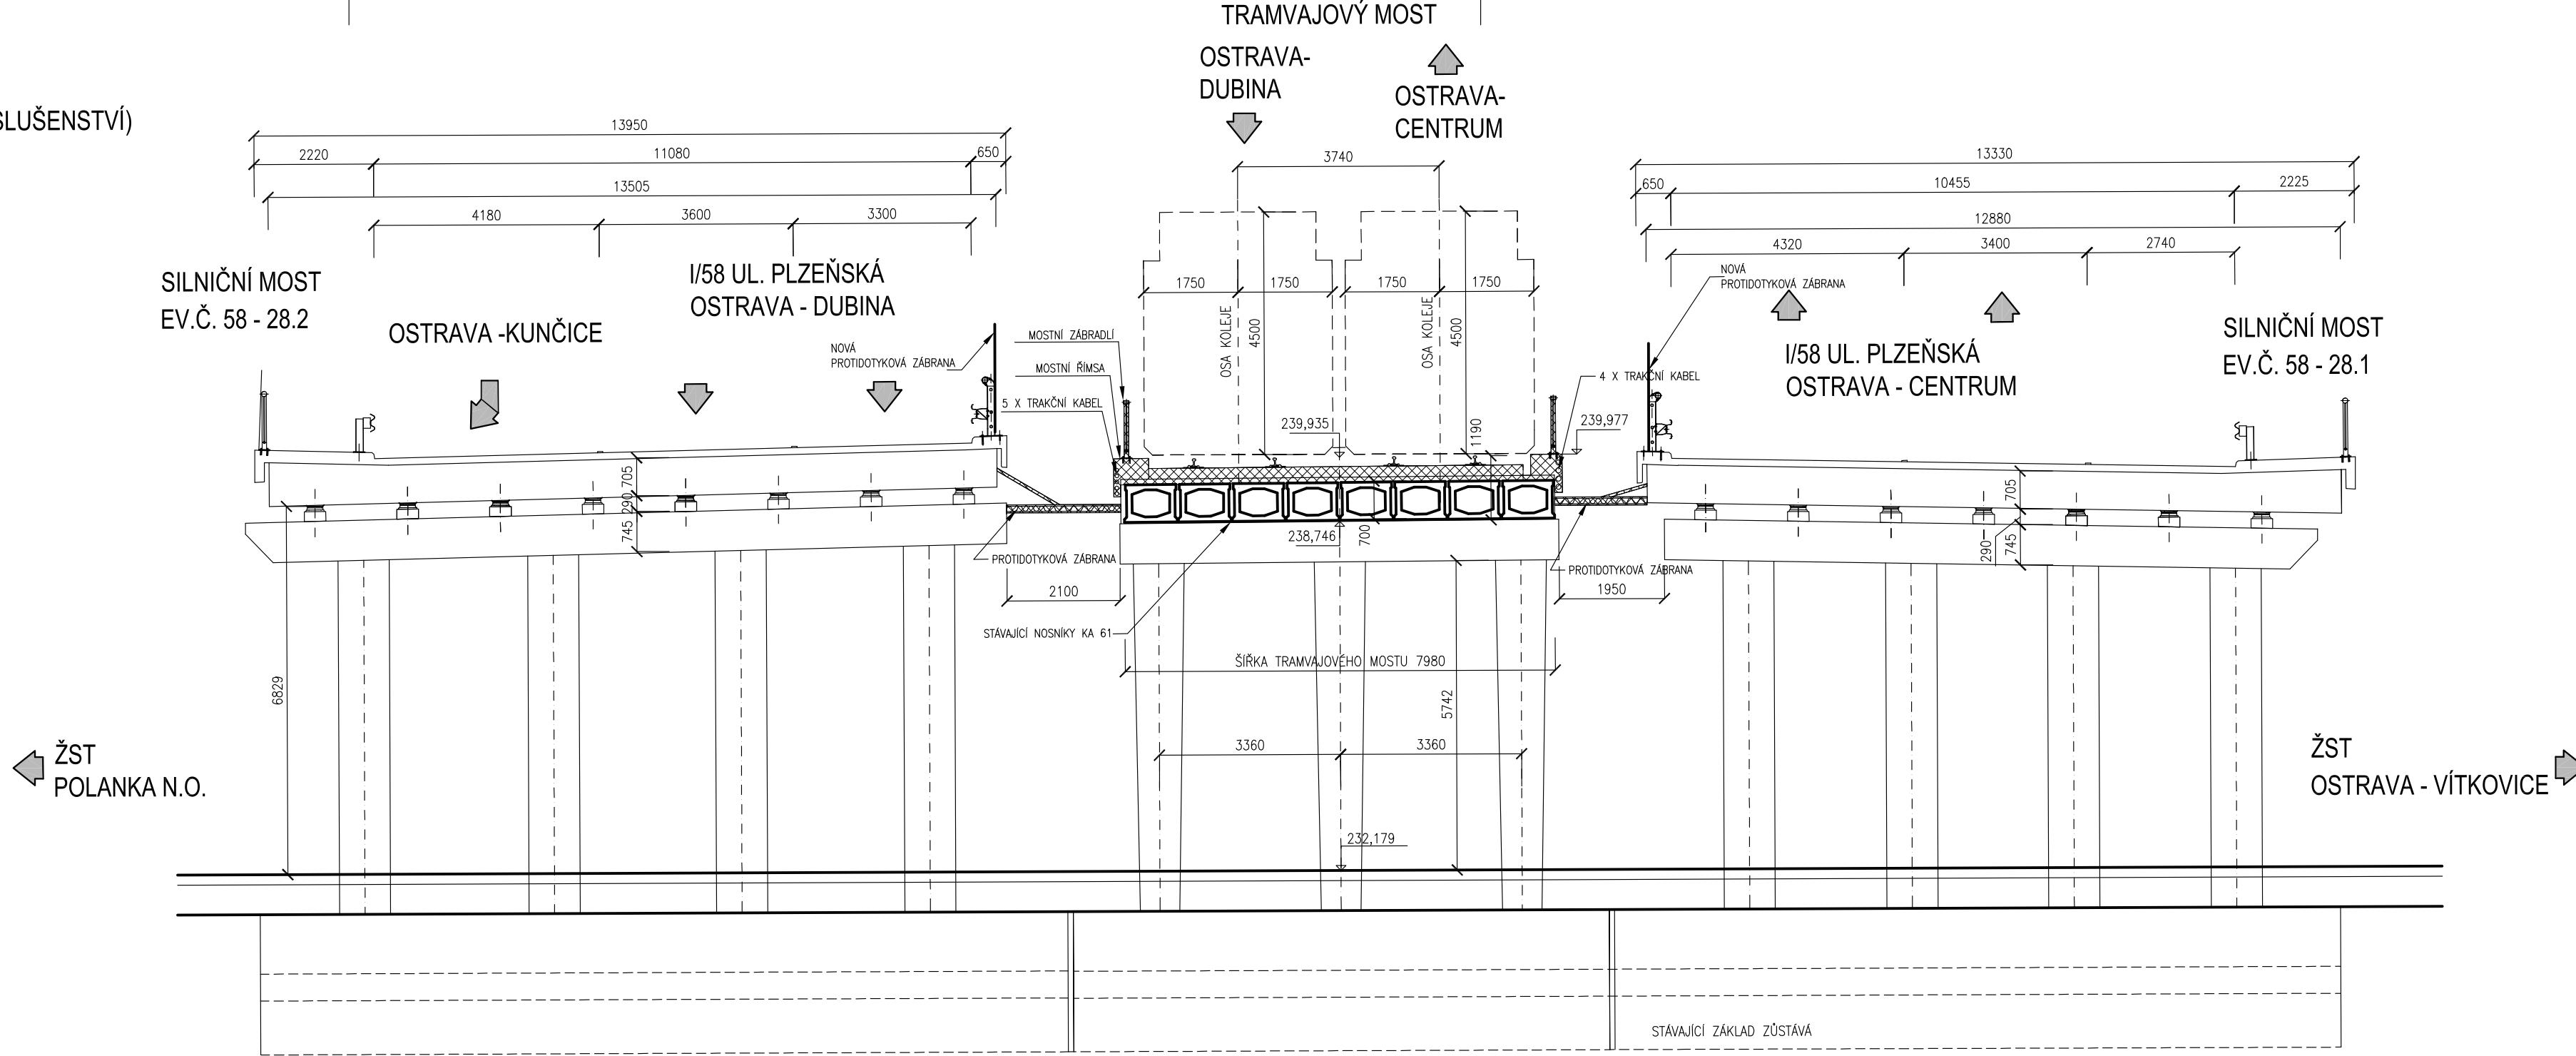 TRAMVAJOVÝ MOST
OSTRAVA-
DUBINA
OSTRAVA-
CENTRUM
SLUŠENSTVÍ)
13950
2220
11080
650
13505
4180
3600
3300
3740
13330
650
10455
2225
12880
4320
3400
2740
SILNIČNÍ MOST
EV.Č. 58 - 28.2
OSTRAVA -KUNČICE
I/58 UL. PLZEŇSKÁ
OSTRAVA - DUBINA
NOVÁ
PROTIDOTYKOVÁ ZÁBRANA
MOSTNÍ ZÁBRADLÍ
MOSTNÍ ŘÍMSA
5 X TRAKČNÍ KABEL
1750
1750
1750
1750
OSA KOLEJE
4500
OSA KOLEJE
4500
239,935
1190
239,977
4 X TRAKČNÍ KABEL
NOVÁ
PROTIDOTYKOVÁ ZÁBRANA
I/58 UL. PLZEŇSKÁ
OSTRAVA - CENTRUM
SILNIČNÍ MOST
EV.Č. 58 - 28.1
705
290
745
238,746
700
705
290
745
PROTIDOTYKOVÁ ZÁBRANA
2100
PROTIDOTYKOVÁ ZÁBRANA
1950
STÁVAJÍCÍ NOSNÍKY KA 61
ŠÍŘKA TRAMVAJOVÉHO MOSTU 7980
6829
5742
3360
3360
232,179
ŽST
POLANKA N.O.
ŽST
OSTRAVA - VÍTKOVICE
STÁVAJÍCÍ ZÁKLAD ZŮSTÁVÁ